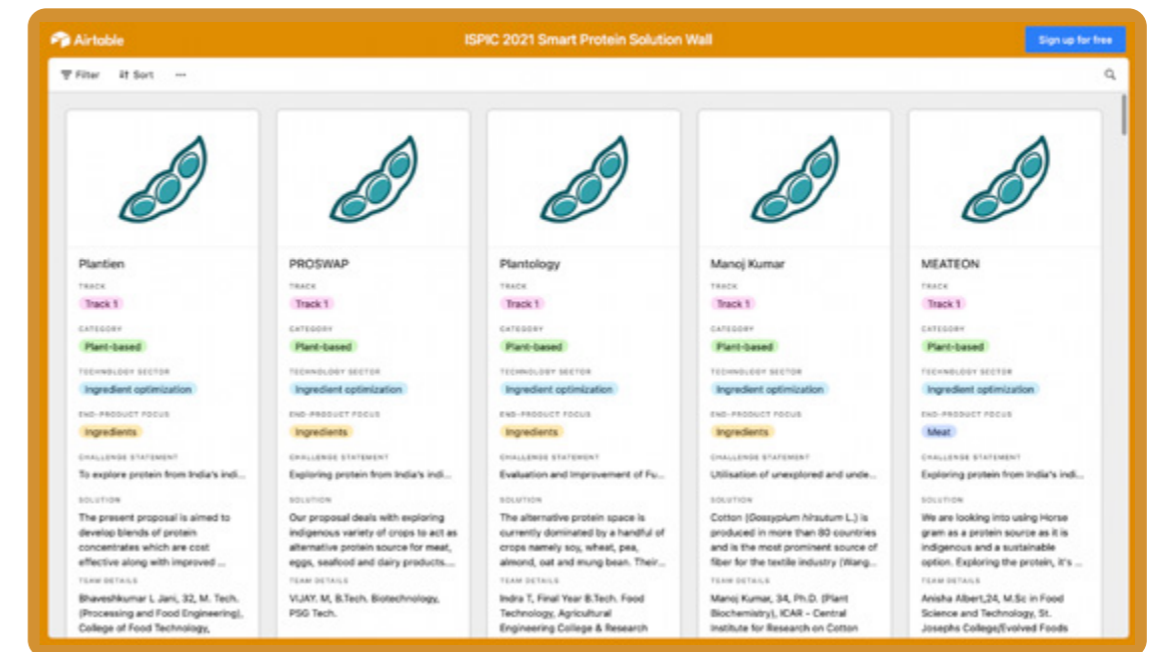 Airtable
ISPIC 2021 Smart Protein Solution Wall
Sign up for free
Filter
Sort
Plantien
TRACK
Track 1
CATEGORY
Plant-based
TECHNOLOGY SECTOR
Ingredient optimization
END-PRODUCT FOCUS
Ingredients
CHALLENGE STATEMENT
To explore protein from India's indi...
SOLUTION
The present proposal is aimed to
develop blends of protein
concentrates which are cost
effective along with improved ...
TEAM DETAILS
Bhaveshkumar L Jani, 32, M. Tech.
(Processing and Food Engineering),
College of Food Technology,
PROSWAP
TRACK
Track 1
CATEGORY
Plant-based
TECHNOLOGY SECTOR
Ingredient optimization
END-PRODUCT FOCUS
Ingredients
CHALLENGE STATEMENT
Exploring protein from India's indi...
SOLUTION
Our proposal deals with exploring
indigenous variety of crops to act as
alternative protein source for meat,
eggs, seafood and dairy products....
TEAM DETAILS
VIJAY. M, B.Tech. Biotechnology,
PSG Tech.
Plantology
TRACK
Track 1
CATEGORY
Plant-based
TECHNOLOGY SECTOR
Ingredient optimization
END-PRODUCT FOCUS
Ingredients
CHALLENGE STATEMENT
Evaluation and Improvement of Fu...
SOLUTION
The alternative protein space is
currently dominated by a handful of
crops namely soy, wheat, pea,
almond, oat and mung bean. Their...
TEAM DETAILS
Indra T, Final Year B.Tech. Food
Technology, Agricultural
Engineering College & Research
Manoj Kumar
TRACK
Track 1
CATEGORY
Plant-based
TECHNOLOGY SECTOR
Ingredient optimization
END-PRODUCT FOCUS
Ingredients
CHALLENGE STATEMENT
Utilisation of unexplored and unde...
SOLUTION
Cotton (Gossypium hirsutum L.) is
produced in more than 80 countries
and is the most prominent source of
fiber for the textile industry (Wang...
TEAM DETAILS
Manoj Kumar, 34, Ph.D. (Plant
Biochemistry), ICAR - Central
Institute for Research on Cotton
MEATEON
TRACK
Track 1
CATEGORY
Plant-based
TECHNOLOGY SECTOR
Ingredient optimization
END-PRODUCT FOCUS
Meat
CHALLENGE STATEMENT
Exploring protein from India's indi...
SOLUTION
We are looking into using Horse
gram as a protein source as it is
indigenous and a sustainable
option. Exploring the protein, it's ...
TEAM DETAILS
Anisha Albert,24, M.Sc in Food
Science and Technology, St.
Josephs College/Evolved Foods